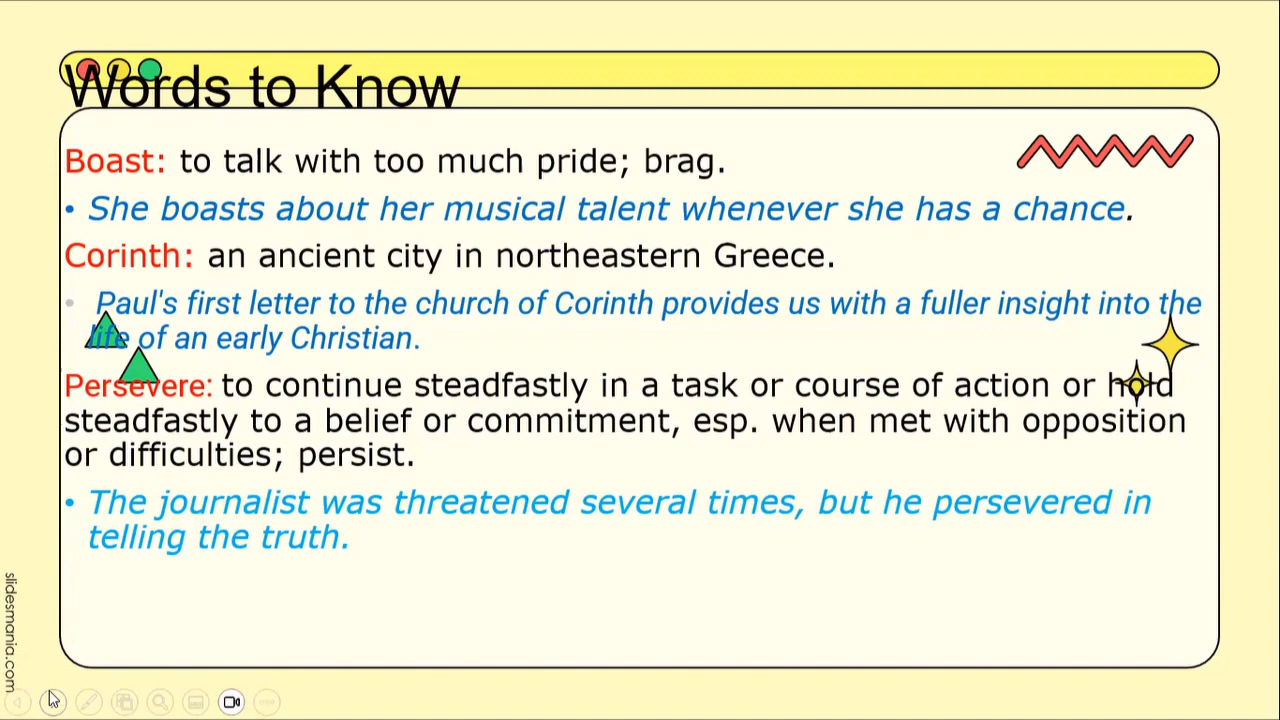 Words to Know
Boast: to talk with too much pride; brag.
• She boasts about her musical talent whenever she has a chance.
Corinth: an ancient city in northeastern Greece.
• Paul's first letter to the church of Corinth provides us with a fuller insight into the
life of an early Christian.
Persevere: to continue steadfastly in a task or course of action or hold
steadfastly to a belief or commitment, esp. when met with opposition
or difficulties; persist.
• The journalist was threatened several times, but he persevered in
telling the truth.
slidesmania.com